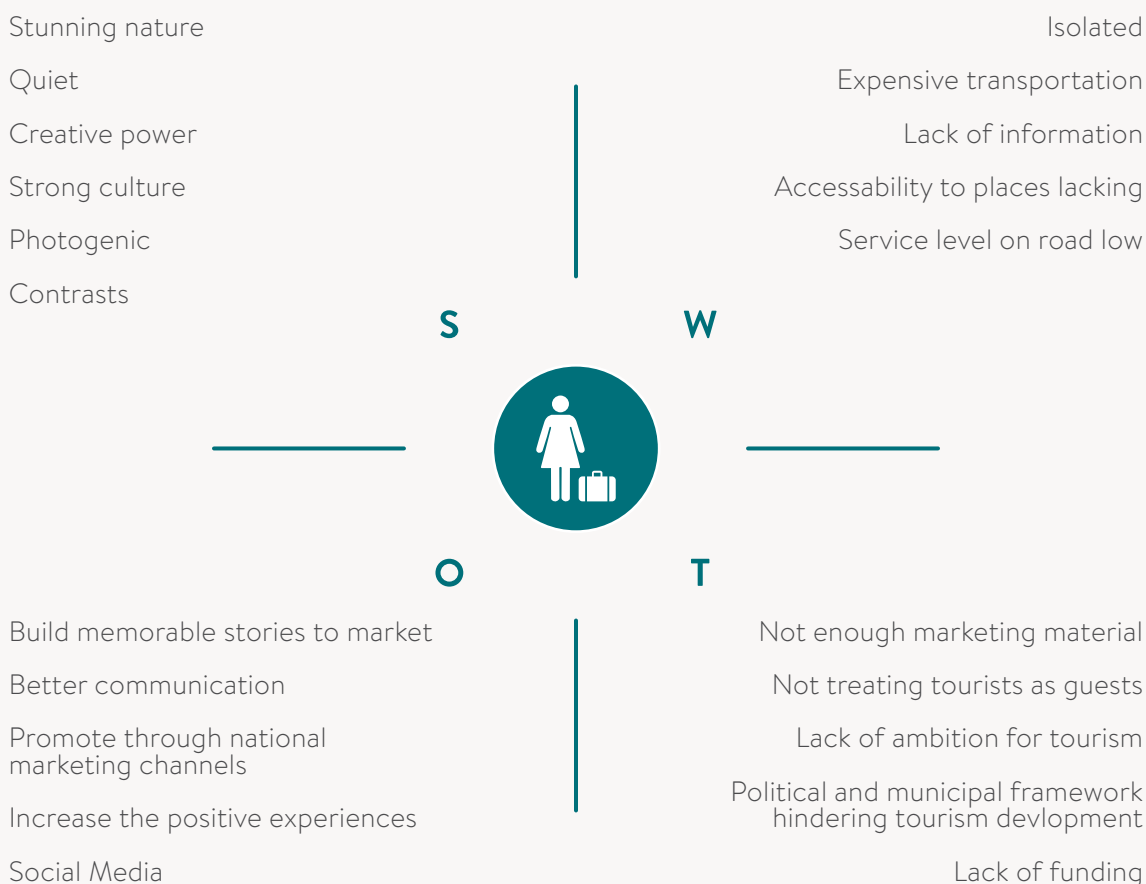 Stunning nature
Quiet
Creative power
Strong culture
Photogenic
Contrasts
Isolated
Expensive transportation
Lack of information
Accessability to places lacking
Service level on road low
S
W
O
T
Build memorable stories to market
Better communication
Promote through national
marketing channels
Increase the positive experiences
Social Media
Not enough marketing material
Not treating tourists as guests
Lack of ambition for tourism
Political and municipal framework
hindering tourism devlopment
Lack of funding